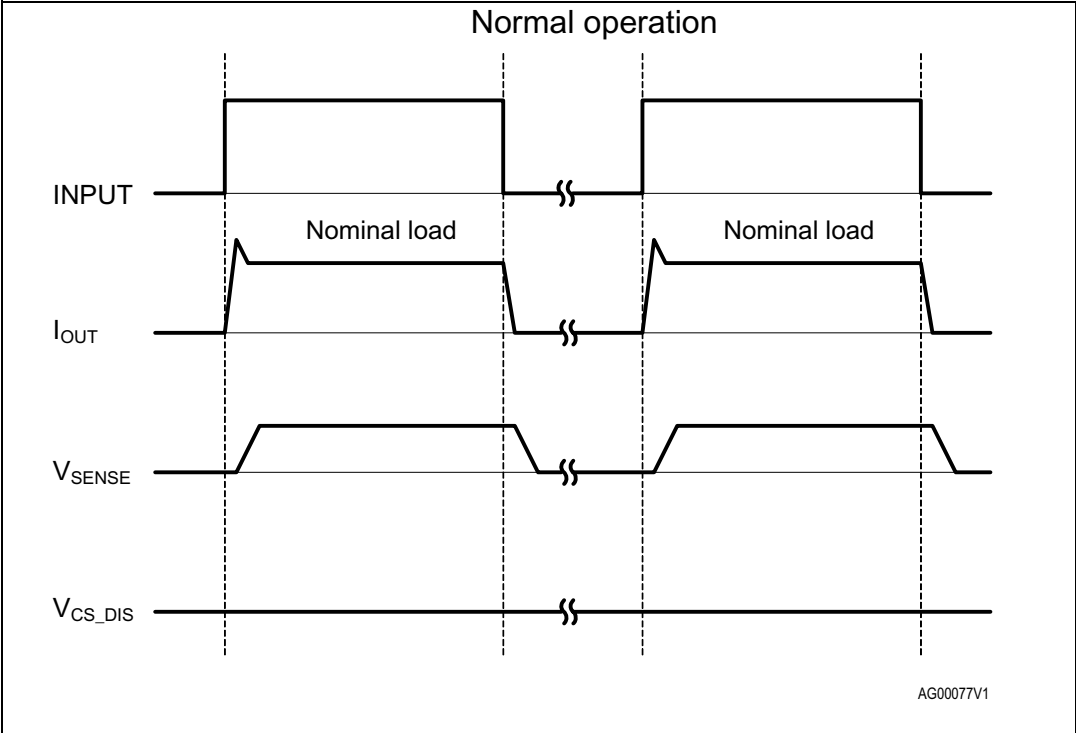 Normal operation
INPUT
Nominal load
Nominal load
IOUT
VSENSE
VCS_DIS
AG00077V1